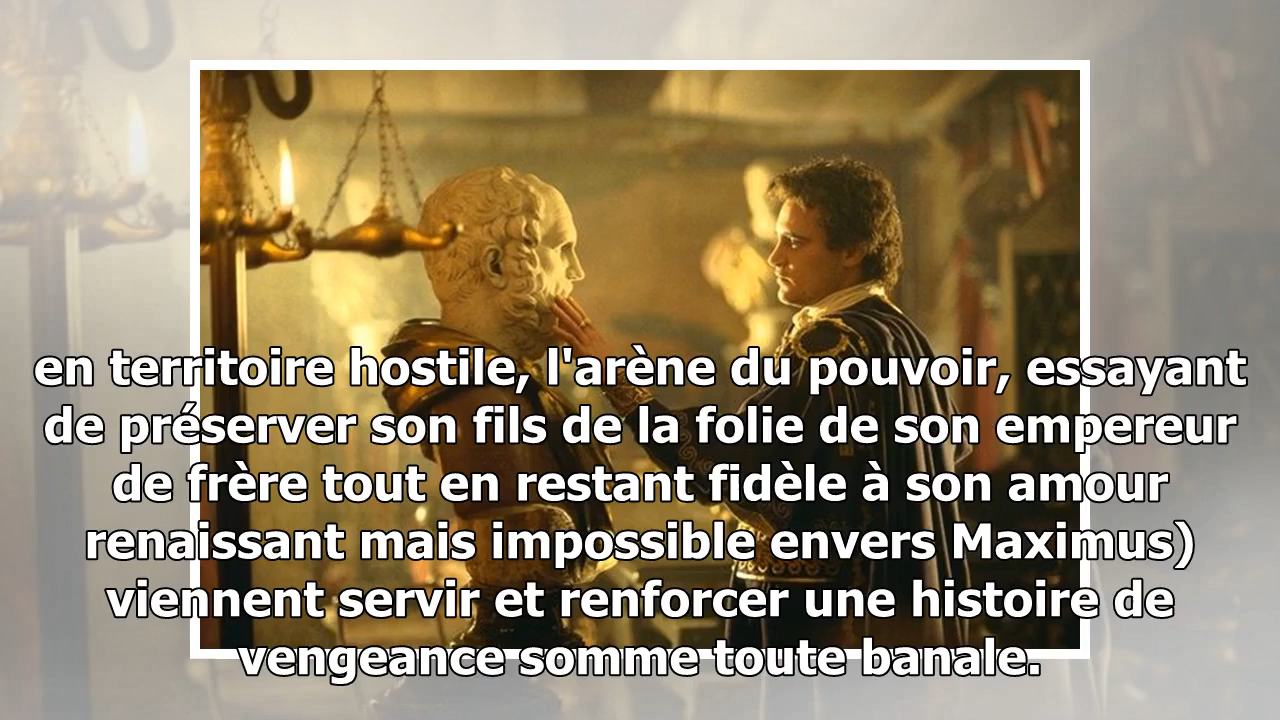 en territoire hostile, l'arène du pouvoir, essayant
de préserver son fils de la folie de son empereur
de frère tout en restant fidèle à son amour
renaissant mais impossible envers Maximus)
viennent servir et renforcer une histoire de
vengeance somme toute banale.